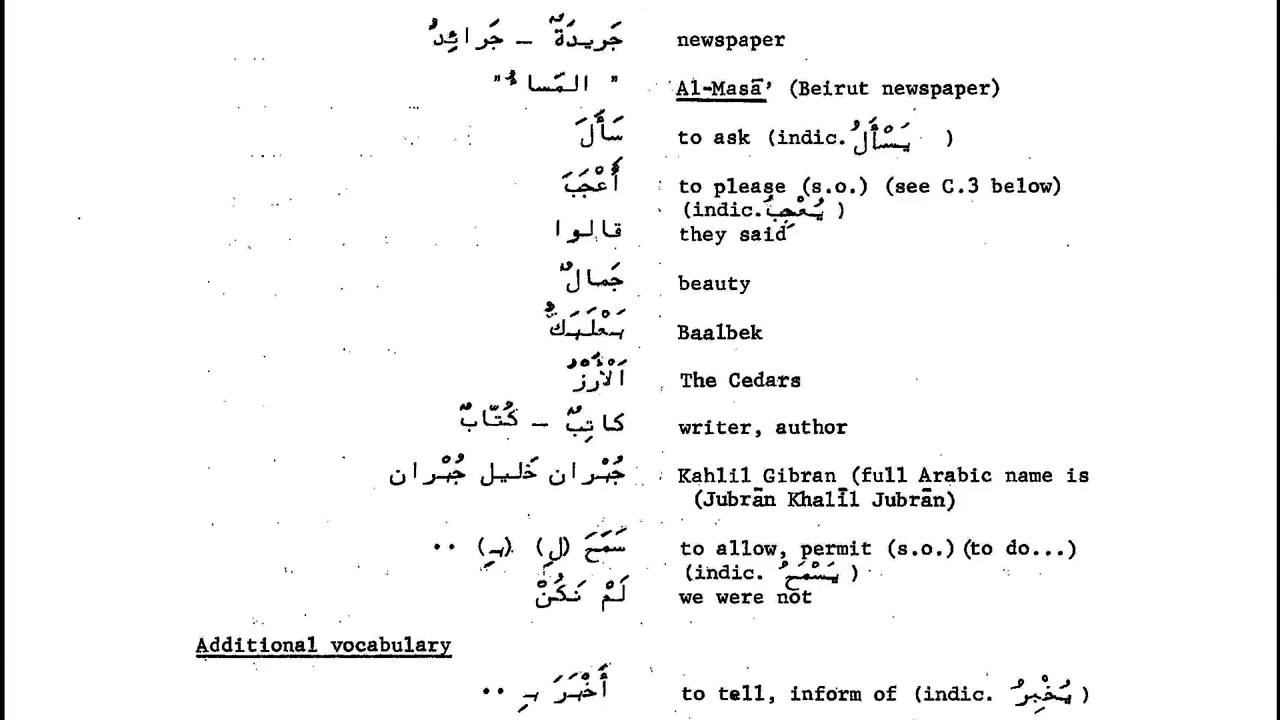 جَريدَةٌ – جَرائِدُ newspaper
"المَساءُ" Al-Masā' (Beirut newspaper)
سَأَلَ to ask (indic. يَسْأَلُ )
أَعْجَبَ to please (s.o.) (see C.3 below)
(indic. يُعْجِبُ )
قالوا they said
جَمالٌ beauty
بَعْلَبَكُّ Baalbek
اَلْأَرْزُ The Cedars
كاتِبٌ – كُتّابٌ writer, author
جُبْران خَليل جُبْران Kahlil Gibran (full Arabic name is
(Jubrān Khalīl Jubrān)
سَمَحَ (لِ) (بِـ) .. to allow, permit (s.o.) (to do...)
(indic. يَسْمَحُ )
لَمْ نَكُنْ we were not
Additional vocabulary
أَخْبَرَ بِـ .. to tell, inform of (indic. يُخْبِرُ )